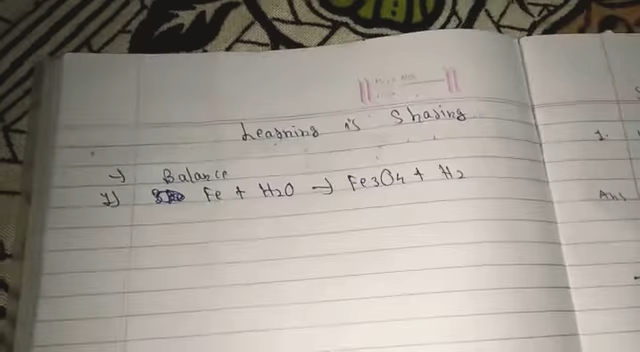 Learning is Sharing
→ Balance
1) Fe + H2O → Fe3O4 + H2
1.
Ans